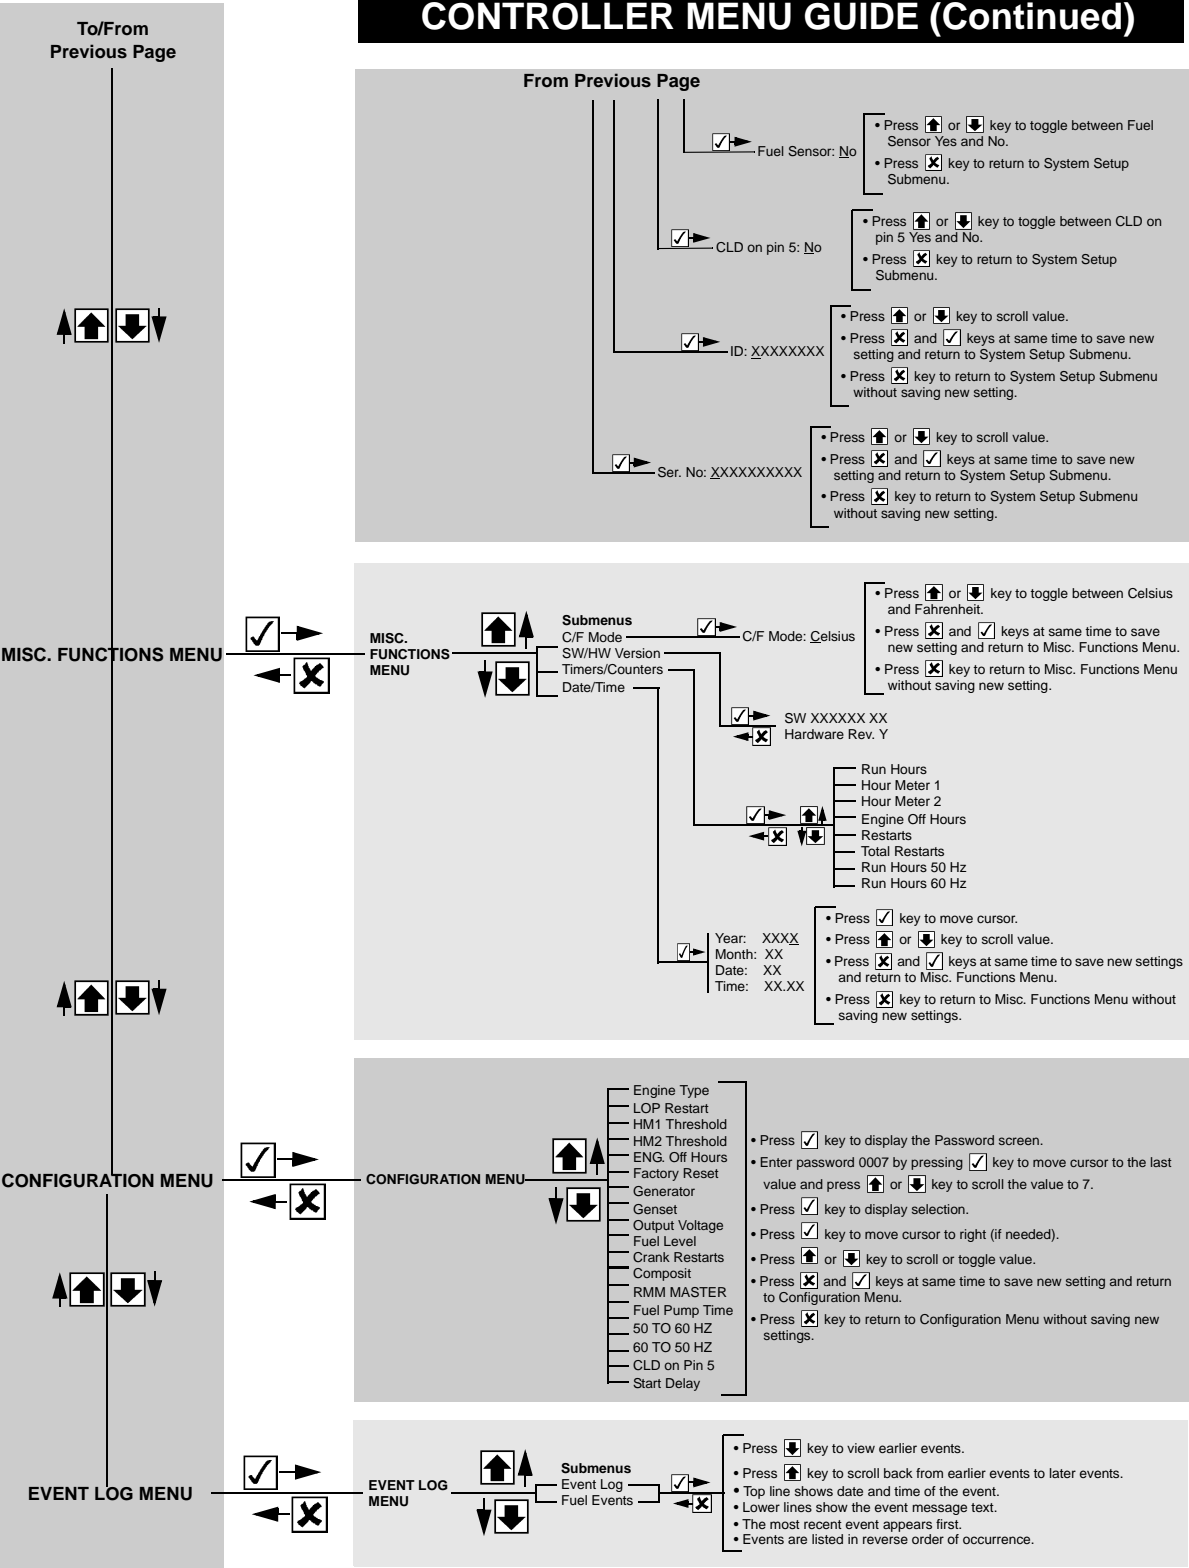 CONTROLLER MENU GUIDE (Continued)
To/From
Previous Page
From Previous Page
Fuel Sensor: No
• Press or key to toggle between Fuel
Sensor Yes and No.
• Press key to return to System Setup
Submenu.
CLD on pin 5: No
• Press or key to toggle between CLD on
pin 5 Yes and No.
• Press key to return to System Setup
Submenu.
ID: XXXXXXXX
• Press or key to scroll value.
• Press and keys at same time to save new
setting and return to System Setup Submenu.
• Press key to return to System Setup Submenu
without saving new setting.
Ser. No: XXXXXXXXXX
• Press or key to scroll value.
• Press and keys at same time to save new
setting and return to System Setup Submenu.
• Press key to return to System Setup Submenu
without saving new setting.
MISC. FUNCTIONS MENU
MISC.
FUNCTIONS
MENU
Submenus
C/F Mode
SW/HW Version
Timers/Counters
Date/Time
C/F Mode: Celsius
• Press or key to toggle between Celsius
and Fahrenheit.
• Press and keys at same time to save
new setting and return to Misc. Functions Menu.
• Press key to return to Misc. Functions Menu
without saving new setting.
SW XXXXXX XX
Hardware Rev. Y
Run Hours
Hour Meter 1
Hour Meter 2
Engine Off Hours
Restarts
Total Restarts
Run Hours 50 Hz
Run Hours 60 Hz
Year: XXXX
Month: XX
Date: XX
Time: XX.XX
• Press key to move cursor.
• Press or key to scroll value.
• Press and keys at same time to save new settings
and return to Misc. Functions Menu.
• Press key to return to Misc. Functions Menu without
saving new settings.
CONFIGURATION MENU
CONFIGURATION MENU
Engine Type
LOP Restart
HM1 Threshold
HM2 Threshold
ENG. Off Hours
Factory Reset
Generator
Genset
Output Voltage
Fuel Level
Crank Restarts
Composit
RMM MASTER
Fuel Pump Time
50 TO 60 HZ
60 TO 50 HZ
CLD on Pin 5
Start Delay
• Press key to display the Password screen.
• Enter password 0007 by pressing key to move cursor to the last
value and press or key to scroll the value to 7.
• Press key to display selection.
• Press key to move cursor to right (if needed).
• Press or key to scroll or toggle value.
• Press and keys at same time to save new setting and return
to Configuration Menu.
• Press key to return to Configuration Menu without saving new
settings.
EVENT LOG MENU
EVENT LOG
MENU
Submenus
Event Log
Fuel Events
• Press key to view earlier events.
• Press key to scroll back from earlier events to later events.
• Top line shows date and time of the event.
• Lower lines show the event message text.
• The most recent event appears first.
• Events are listed in reverse order of occurrence.